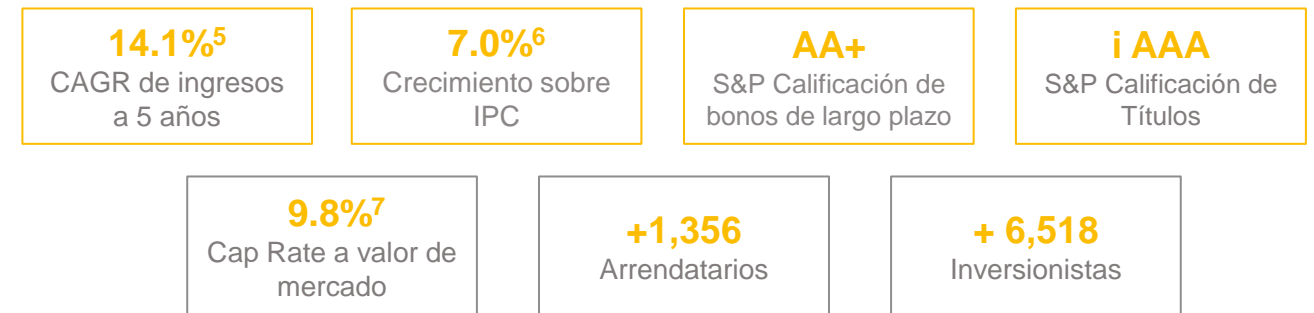 14.1%⁵
CAGR de ingresos
a 5 años
7.0%⁶
Crecimiento sobre
IPC
AA+
S&P Calificación de
bonos de largo plazo
i AAA
S&P Calificación de
Títulos
9.8%⁷
Cap Rate a valor de
mercado
+1,356
Arrendatarios
+ 6,518
Inversionistas